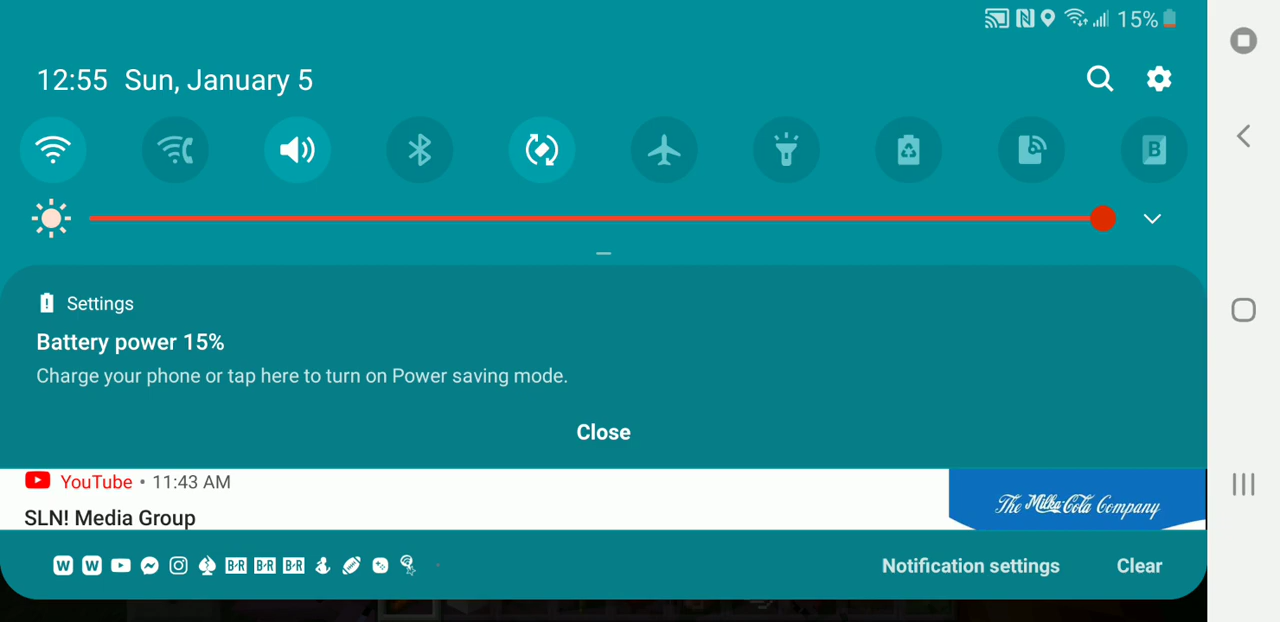 15%
12:55 Sun, January 5
B
Settings
Battery power 15%
Charge your phone or tap here to turn on Power saving mode.
Close
YouTube • 11:43 AM
SLN! Media Group
The Milka-Cola Company
W W B/R B/R B/R
Notification settings Clear